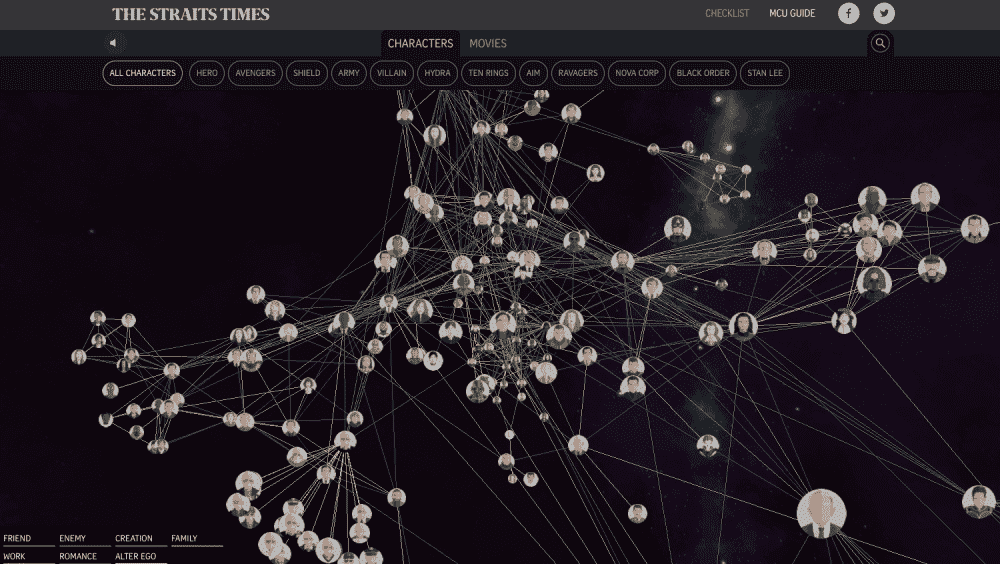 THE STRAITS TIMES
CHECKLIST MCU GUIDE
CHARACTERS MOVIES
ALL CHARACTERS HERO AVENGERS SHIELD ARMY VILLAIN HYDRA TEN RINGS AIM RAVAGERS NOVA CORP BLACK ORDER STAN LEE
FRIEND ENEMY CREATION FAMILY
WORK ROMANCE ALTER EGO